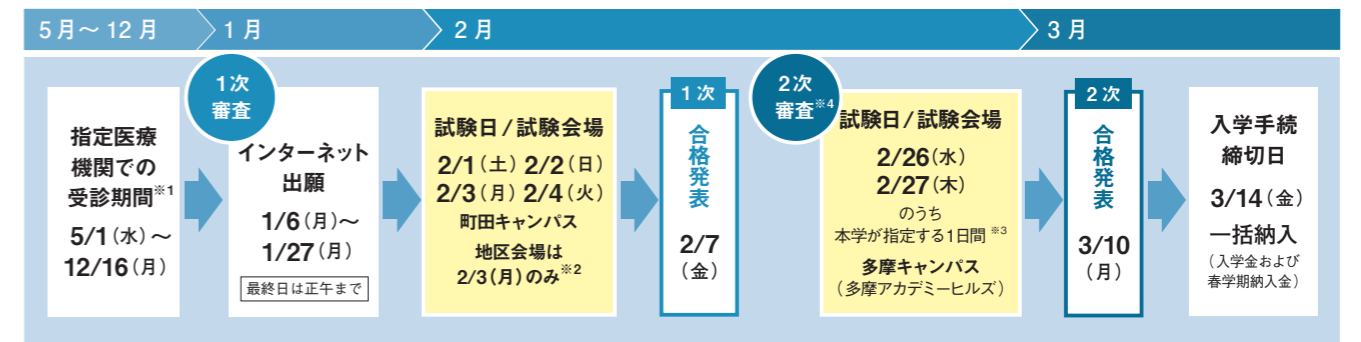 5月～12月
1月
2月
3月
指定医療
機関での
受診期間※1
5/1（水）～
12/16（月）
1次
審査
インターネット
出願
1/6（月）～
1/27（月）
最終日は正午まで
試験日/試験会場
2/1（土） 2/2（日）
2/3（月） 2/4（火）
町田キャンパス
地区会場は
2/3（月）のみ※2
1次
合格発表
2/7
（金）
2次
審査※4
試験日/試験会場
2/26（水）
2/27（木）
のうち
本学が指定する1日間※3
多摩キャンパス
（多摩アカデミーヒルズ）
2次
合格発表
3/10
（月）
入学手続
締切日
3/14（金）
一括納入
（入学金および
春学期納入金）